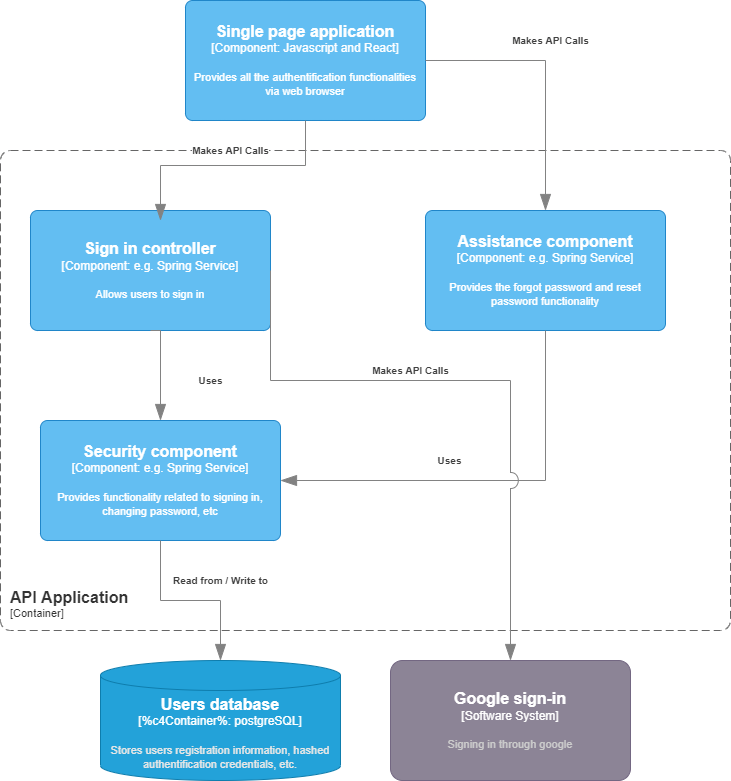 Single page application
[Component: Javascript and React]
Provides all the authentification functionalities
via web browser
Makes API Calls
Makes API Calls
Sign in controller
[Component: e.g. Spring Service]
Allows users to sign in
Assistance component
[Component: e.g. Spring Service]
Provides the forgot password and reset
password functionality
Uses
Makes API Calls
Security component
[Component: e.g. Spring Service]
Provides functionality related to signing in,
changing password, etc
Uses
Read from / Write to
API Application
[Container]
Users database
[%c4Container%: postgreSQL]
Stores users registration information, hashed
authentification credentials, etc.
Google sign-in
[Software System]
Signing in through google